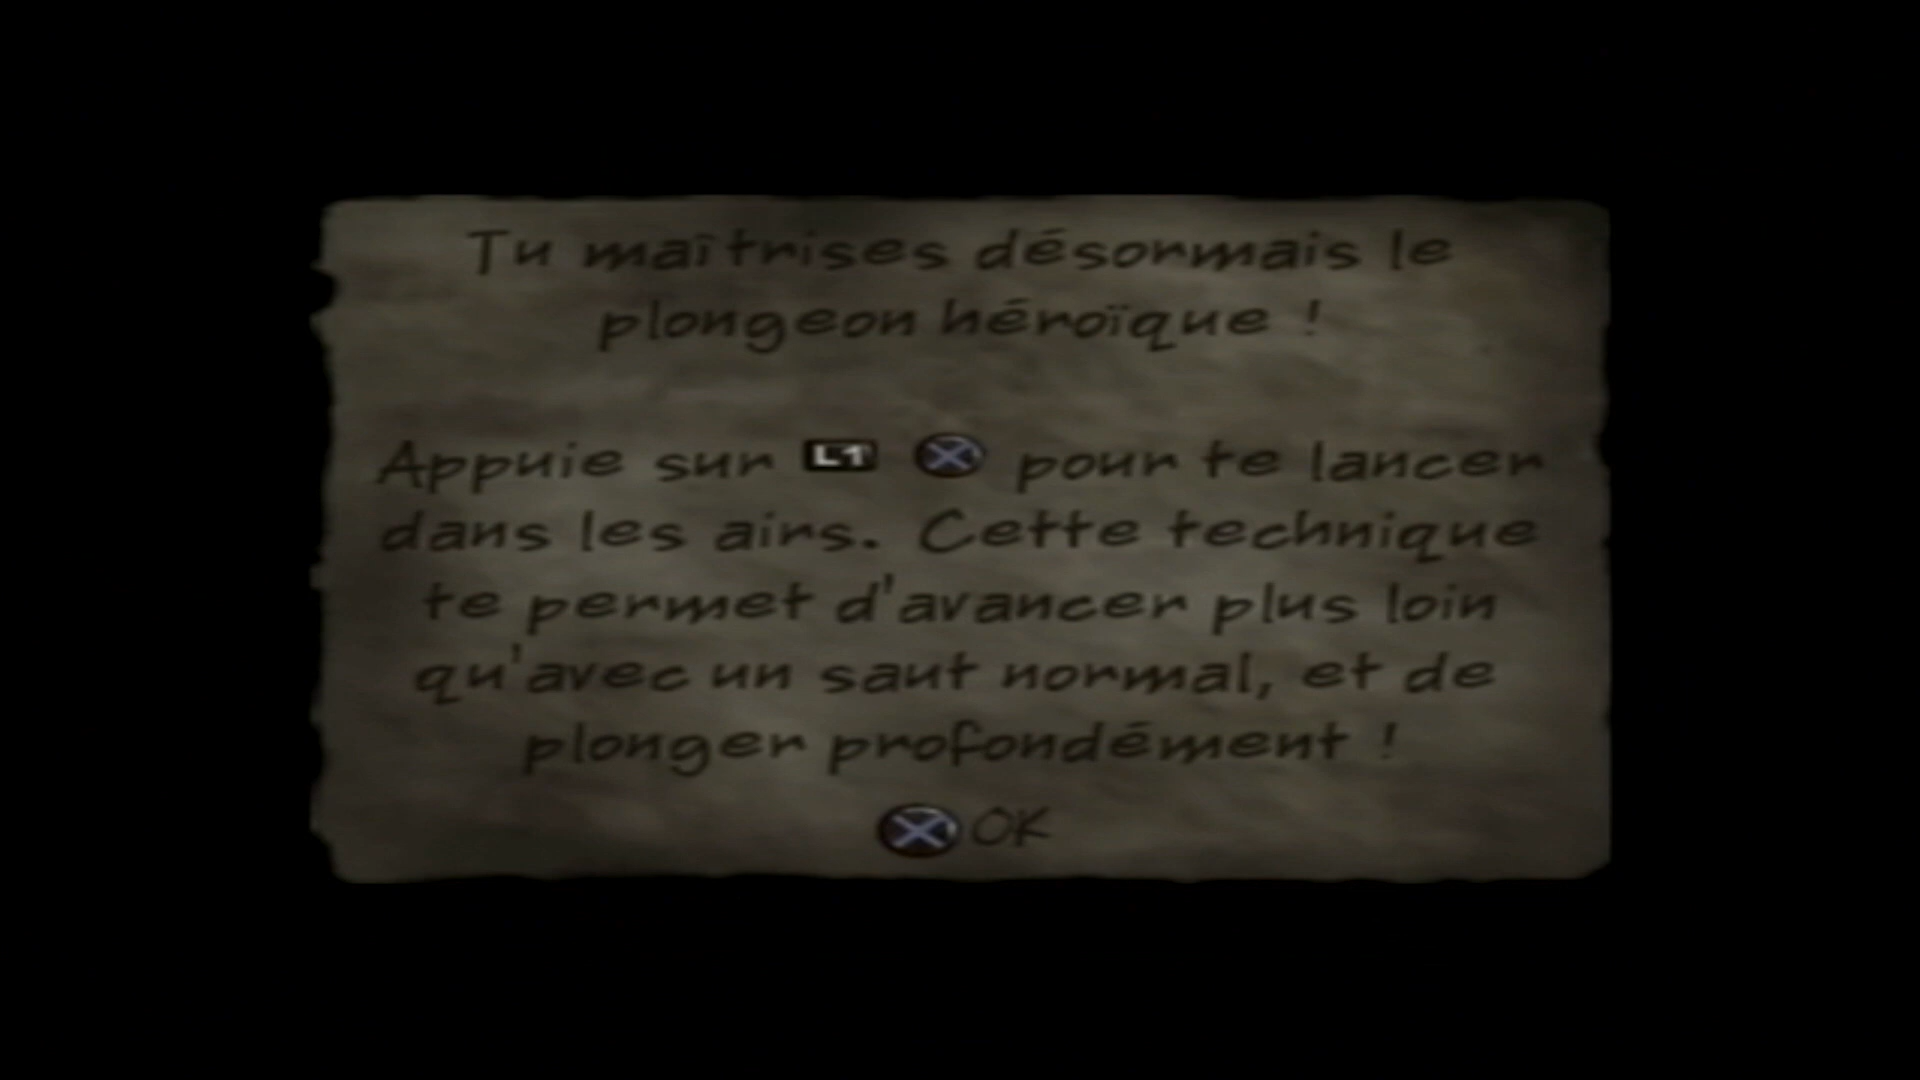 Tu maîtrises désormais le
plongeon héroïque !
Appuie sur L1 X pour te lancer
dans les airs. Cette technique
te permet d'avancer plus loin
qu'avec un saut normal, et de
plonger profondément !
X OK